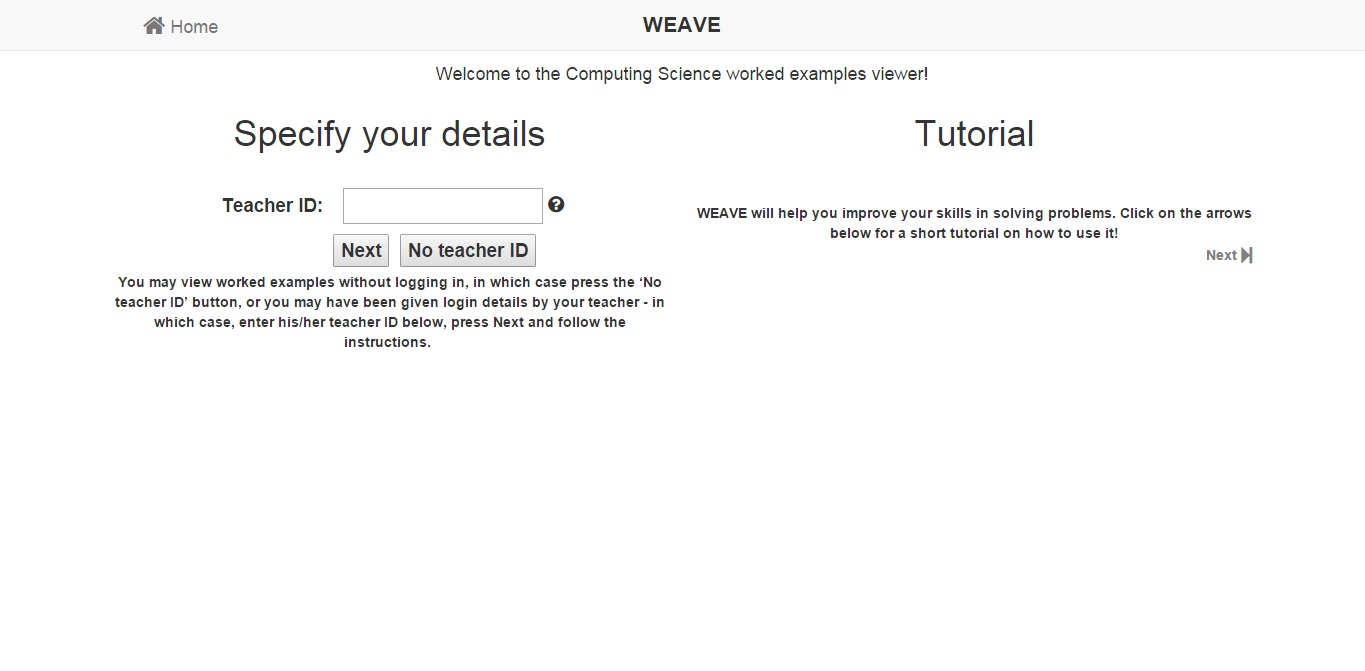 Home
WEAVE
Welcome to the Computing Science worked examples viewer!
Specify your details
Teacher ID:
Next
No teacher ID
You may view worked examples without logging in, in which case press the ‘No
teacher ID’ button, or you may have been given login details by your teacher - in
which case, enter his/her teacher ID below, press Next and follow the
instructions.
Tutorial
WEAVE will help you improve your skills in solving problems. Click on the arrows
below for a short tutorial on how to use it!
Next